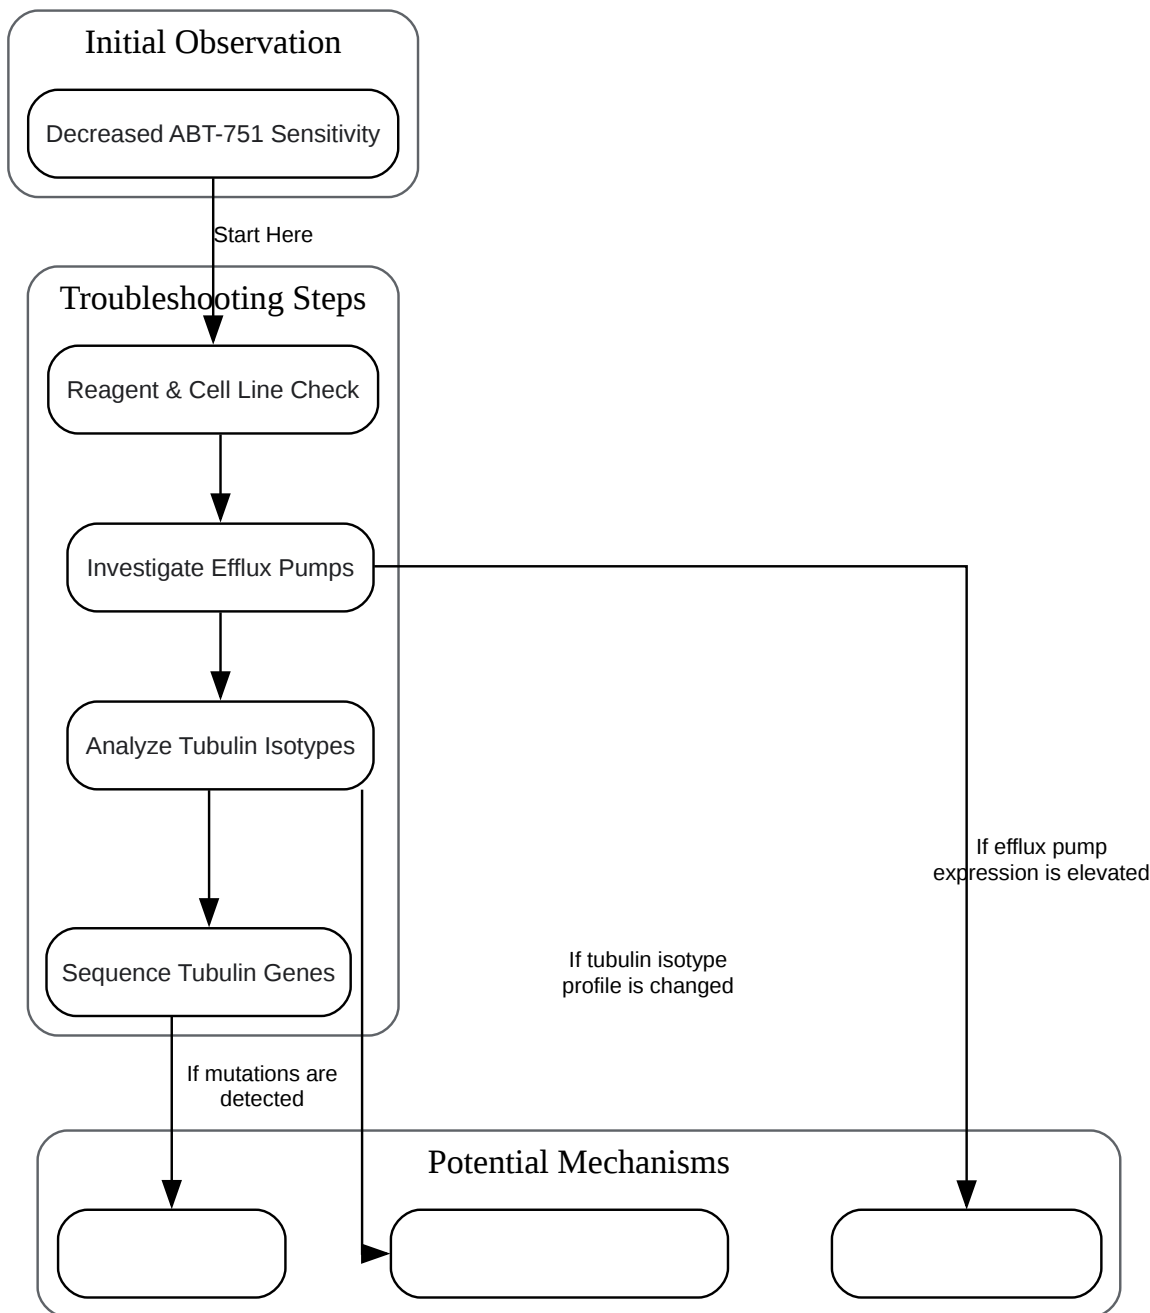 Initial Observation
Decreased ABT-751 Sensitivity
Start Here
Troubleshooting Steps
Reagent & Cell Line Check
Investigate Efflux Pumps
Analyze Tubulin Isotypes
If efflux pump
expression is elevated
Sequence Tubulin Genes
If tubulin isotype
profile is changed
If mutations are
detected
Potential Mechanisms